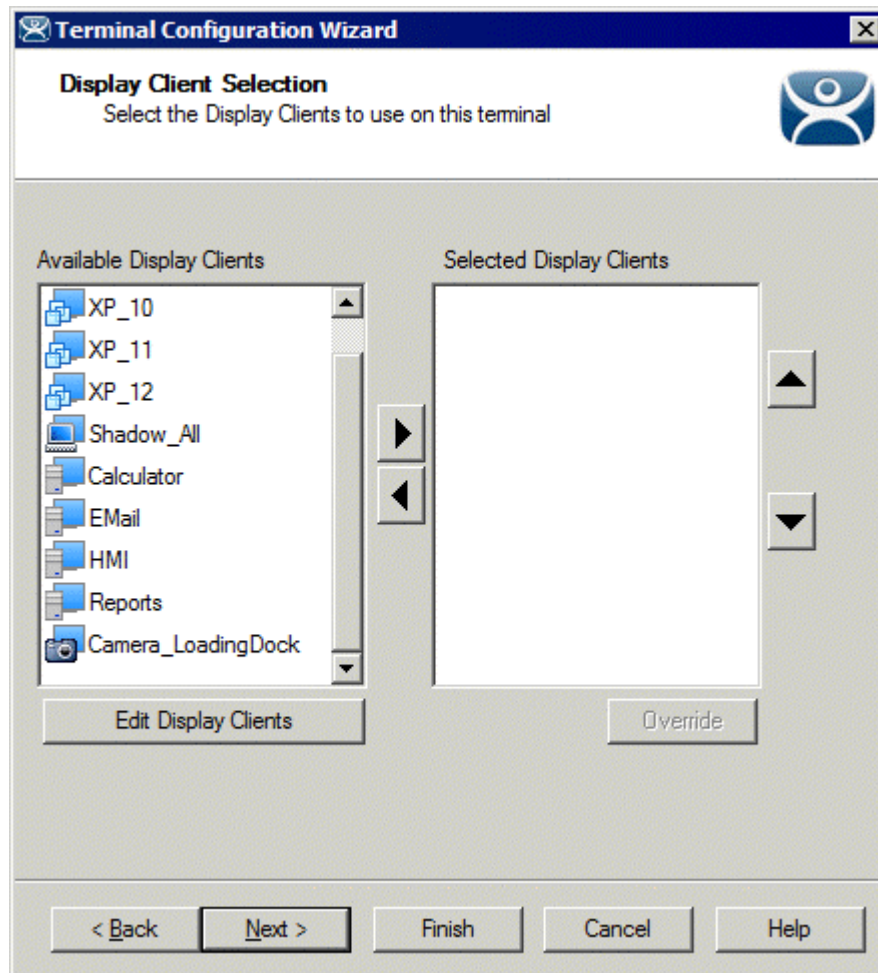 Terminal Configuration Wizard
Display Client Selection
Select the Display Clients to use on this terminal
Available Display Clients
Selected Display Clients
XP_10
XP_11
XP_12
Shadow_All
Calculator
EMail
HMI
Reports
Camera_LoadingDock
Edit Display Clients
Override
< Back
Next >
Finish
Cancel
Help